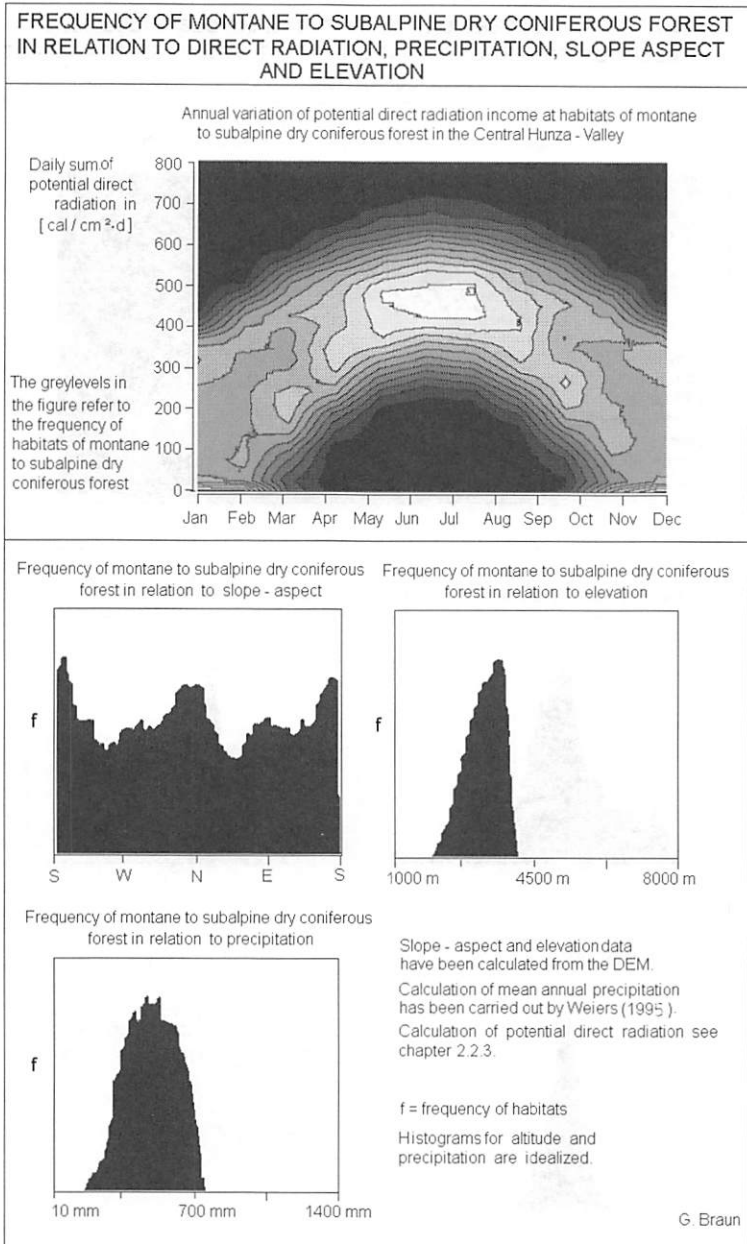 FREQUENCY OF MONTANE TO SUBALPINE DRY CONIFEROUS FOREST
IN RELATION TO DIRECT RADIATION, PRECIPITATION, SLOPE ASPECT
AND ELEVATION
Annual variation of potential direct radiation income at habitats of montane
to subalpine dry coniferous forest in the Central Hunza - Valley
Daily sum of
potential direct
radiation in
[ cal / cm ²·d]
800
700
600
500
400
300
200
100
0
The greylevels in
the figure refer to
the frequency of
habitats of montane
to subalpine dry
coniferous forest
Jan Feb Mar Apr May Jun Jul Aug Sep Oct Nov Dec
Frequency of montane to subalpine dry coniferous
forest in relation to slope - aspect
f
S W N E S
Frequency of montane to subalpine dry coniferous
forest in relation to elevation
f
1000 m 4500 m 8000 m
Frequency of montane to subalpine dry coniferous
forest in relation to precipitation
f
10 mm 700 mm 1400 mm
Slope - aspect and elevation data
have been calculated from the DEM.
Calculation of mean annual precipitation
has been carried out by Weiers (1995 ).
Calculation of potential direct radiation see
chapter 2.2.3.
f = frequency of habitats
Histograms for altitude and
precipitation are idealized.
G. Braun